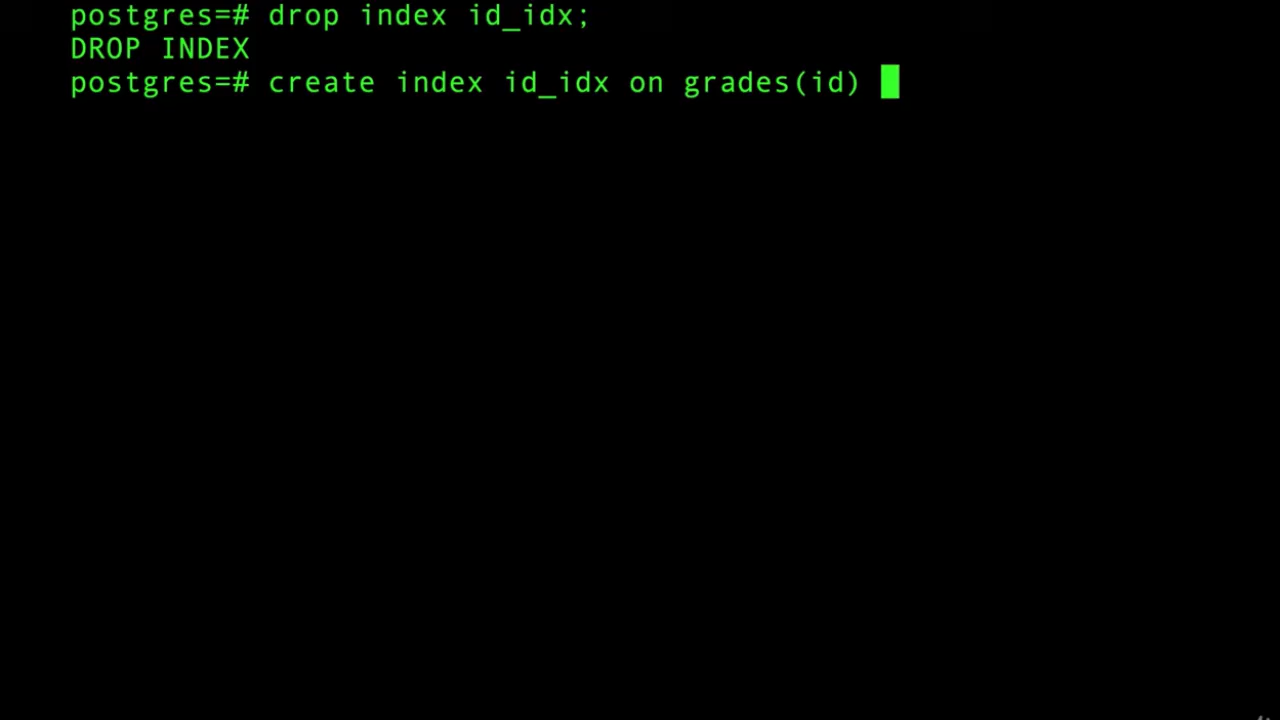 postgres=# drop index id_idx;
DROP INDEX
postgres=# create index id_idx on grades(id)